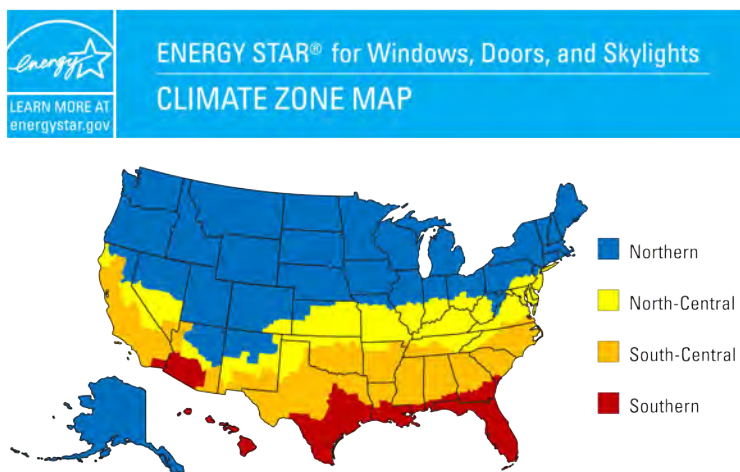 energy
LEARN MORE AT
energystar.gov
ENERGY STAR® for Windows, Doors, and Skylights
CLIMATE ZONE MAP
Northern
North-Central
South-Central
Southern